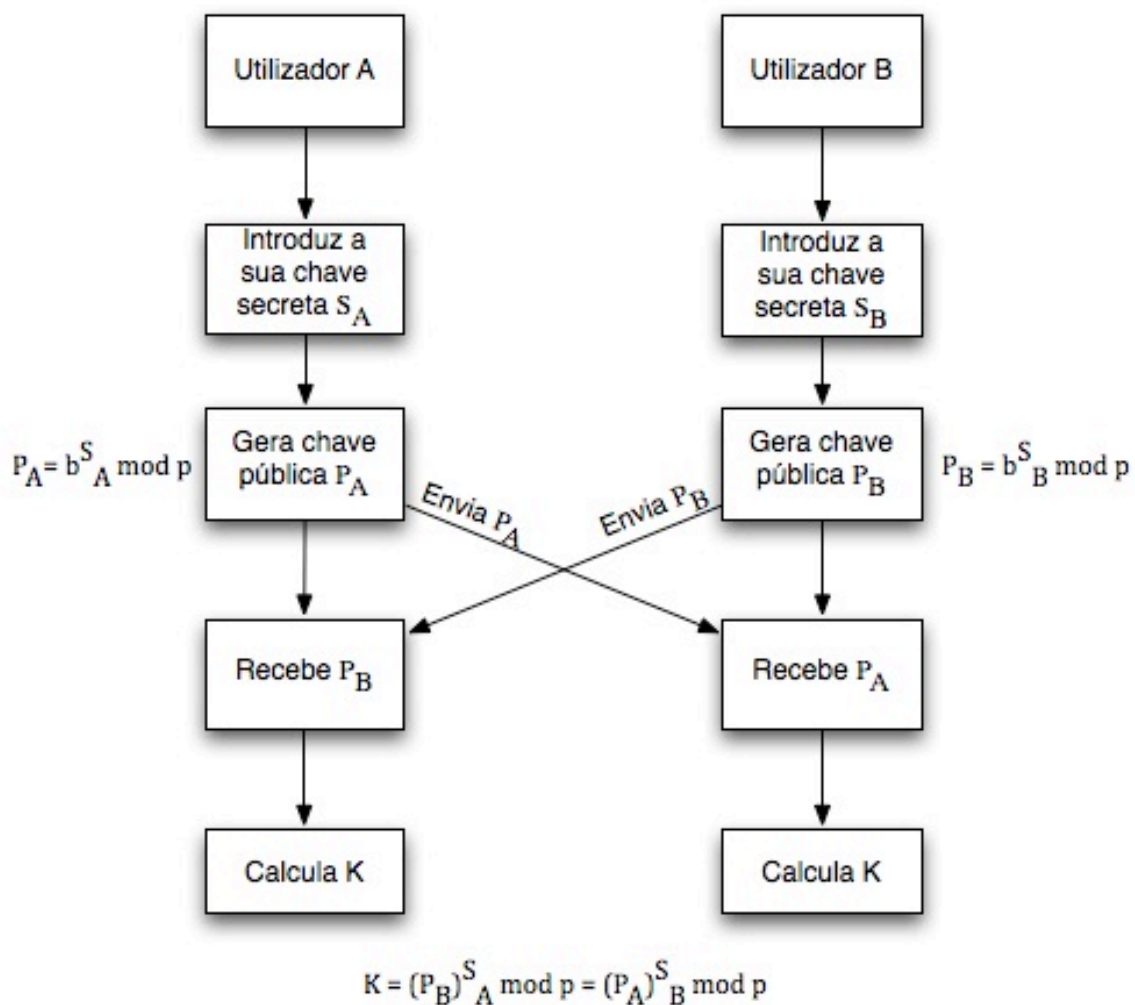 Utilizador A
Utilizador B
Introduz a
sua chave
secreta S_A
Introduz a
sua chave
secreta S_B
P_A = b^S_A mod p
Gera chave
pública P_A
Gera chave
pública P_B
P_B = b^S_B mod p
Envia P_A
Envia P_B
Recebe P_B
Recebe P_A
Calcula K
Calcula K
K = (P_B)^S_A mod p = (P_A)^S_B mod p